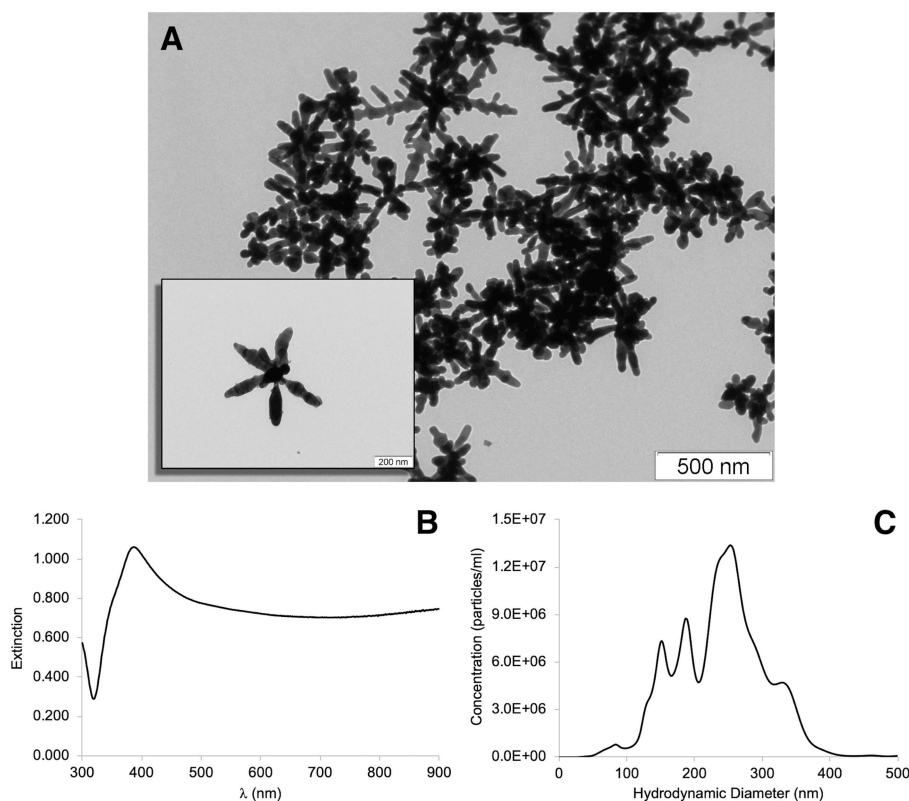 A
200 nm
500 nm
B
1.200
1.000
0.800
0.600
0.400
0.200
0.000
300 400 500 600 700 800 900
Extinction
λ (nm)
C
1.5E+07
1.2E+07
9.0E+06
6.0E+06
3.0E+06
0.0E+00
0 100 200 300 400 500
Concentration (particles/ml)
Hydrodynamic Diameter (nm)